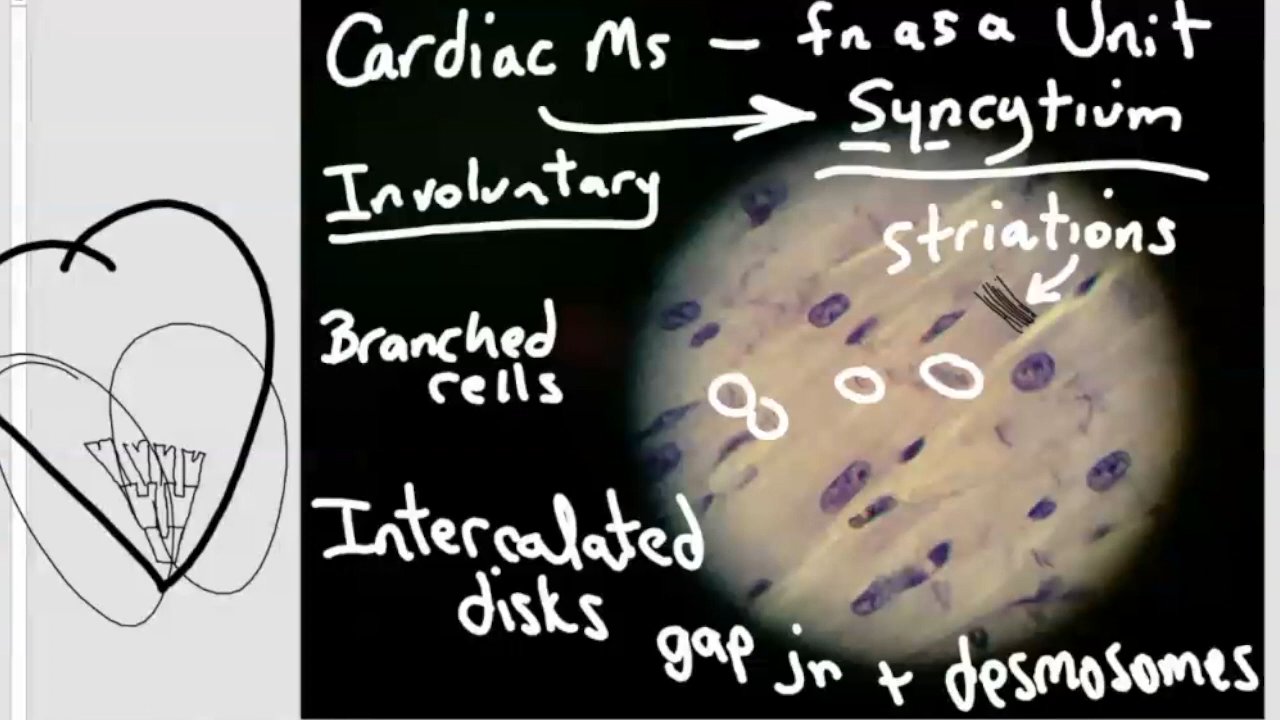 Cardiac Ms – fn as a Unit
Syncytium
Involuntary
striations
Branched
cells
Intercalated
disks
gap jn + desmosomes